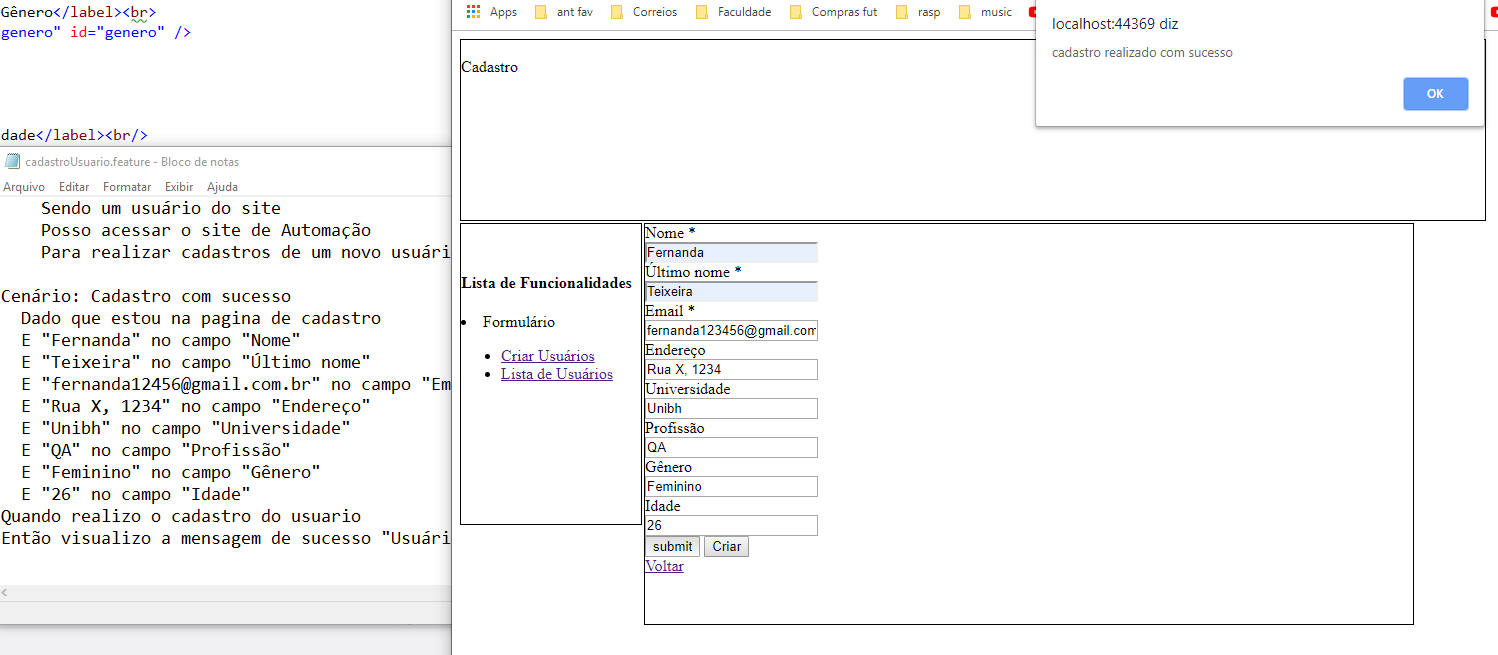 Gênero</label><br>
genero" id="genero" />
dade</label><br/>
cadastroUsuario.feature - Bloco de notas
Arquivo Editar Formatar Exibir Ajuda
Sendo um usuário do site
Posso acessar o site de Automação
Para realizar cadastros de um novo usuári
Cenário: Cadastro com sucesso
Dado que estou na pagina de cadastro
E "Fernanda" no campo "Nome"
E "Teixeira" no campo "Último nome"
E "fernanda12456@gmail.com.br" no campo "Em
E "Rua X, 1234" no campo "Endereço"
E "Unibh" no campo "Universidade"
E "QA" no campo "Profissão"
E "Feminino" no campo "Gênero"
E "26" no campo "Idade"
Quando realizo o cadastro do usuario
Então visualizo a mensagem de sucesso "Usuári
Apps ant fav Correios Faculdade Compras fut rasp music
localhost:44369 diz
cadastro realizado com sucesso
OK
Cadastro
Lista de Funcionalidades
Formulário
Criar Usuários
Lista de Usuários
Nome *
Fernanda
Último nome *
Teixeira
Email *
fernanda123456@gmail.com
Endereço
Rua X, 1234
Universidade
Unibh
Profissão
QA
Gênero
Feminino
Idade
26
submit Criar
Voltar